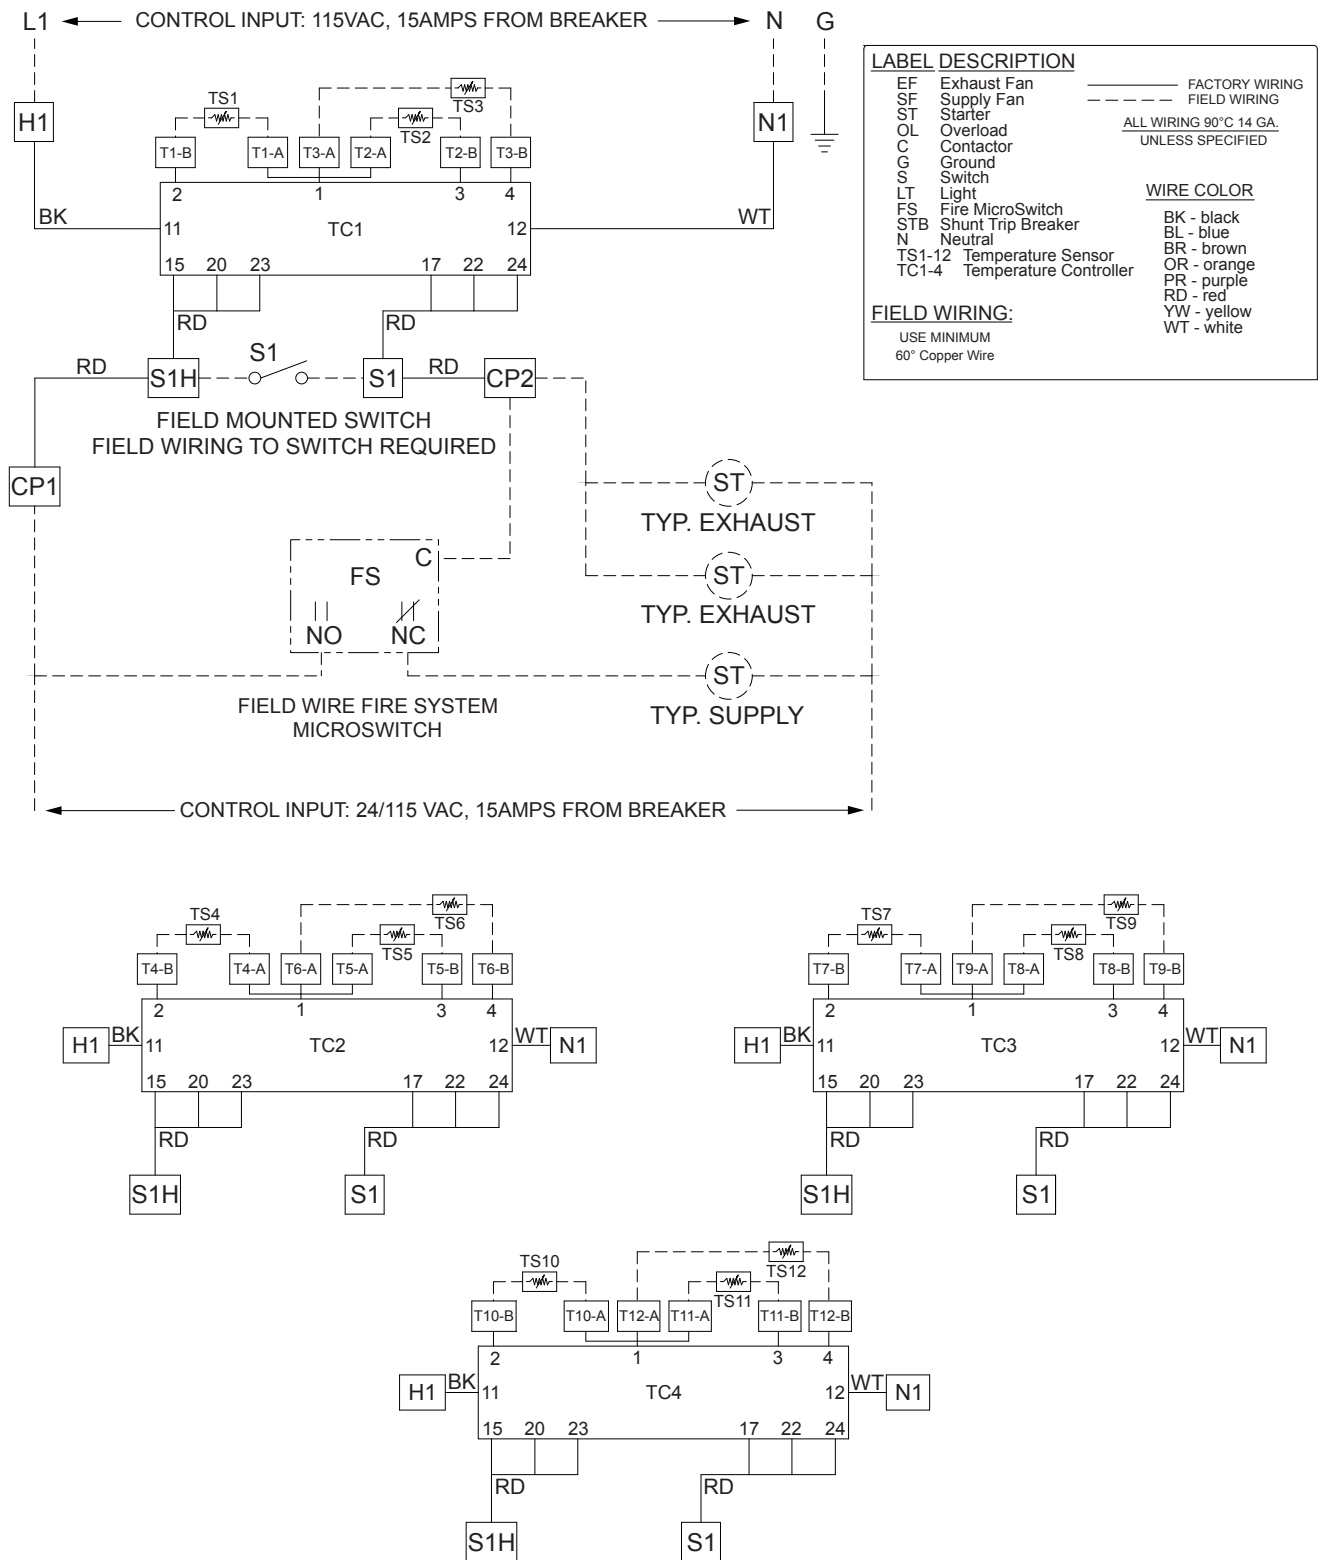 L1 CONTROL INPUT: 115VAC, 15AMPS FROM BREAKER N G
TS3
TS1
TS2
H1 N1
T1-B T1-A T3-A T2-A T2-B T3-B
2 1 3 4
BK WT
11 TC1 12
15 20 23 17 22 24
RD RD
S1
RD RD
S1H S1 CP2
FIELD MOUNTED SWITCH
FIELD WIRING TO SWITCH REQUIRED
CP1
ST
TYP. EXHAUST
C
FS
ST
TYP. EXHAUST
NO NC
ST
TYP. SUPPLY
FIELD WIRE FIRE SYSTEM
MICROSWITCH
CONTROL INPUT: 24/115 VAC, 15AMPS FROM BREAKER
LABEL DESCRIPTION
EF Exhaust Fan
SF Supply Fan
ST Starter
OL Overload
C Contactor
G Ground
S Switch
LT Light
FS Fire MicroSwitch
STB Shunt Trip Breaker
N Neutral
TS1-12 Temperature Sensor
TC1-4 Temperature Controller
FIELD WIRING:
USE MINIMUM
60° Copper Wire
FACTORY WIRING
FIELD WIRING
ALL WIRING 90°C 14 GA.
UNLESS SPECIFIED
WIRE COLOR
BK - black
BL - blue
BR - brown
OR - orange
PR - purple
RD - red
YW - yellow
WT - white
TS6
TS4
TS5
T4-B T4-A T6-A T5-A T5-B T6-B
2 1 3 4
H1 BK 11 TC2 12 WT N1
15 20 23 17 22 24
RD RD
S1H S1
TS9
TS7
TS8
T7-B T7-A T9-A T8-A T8-B T9-B
2 1 3 4
H1 BK 11 TC3 12 WT N1
15 20 23 17 22 24
RD RD
S1H S1
TS12
TS10
TS11
T10-B T10-A T12-A T11-A T11-B T12-B
2 1 3 4
H1 BK 11 TC4 12 WT N1
15 20 23 17 22 24
RD RD
S1H S1